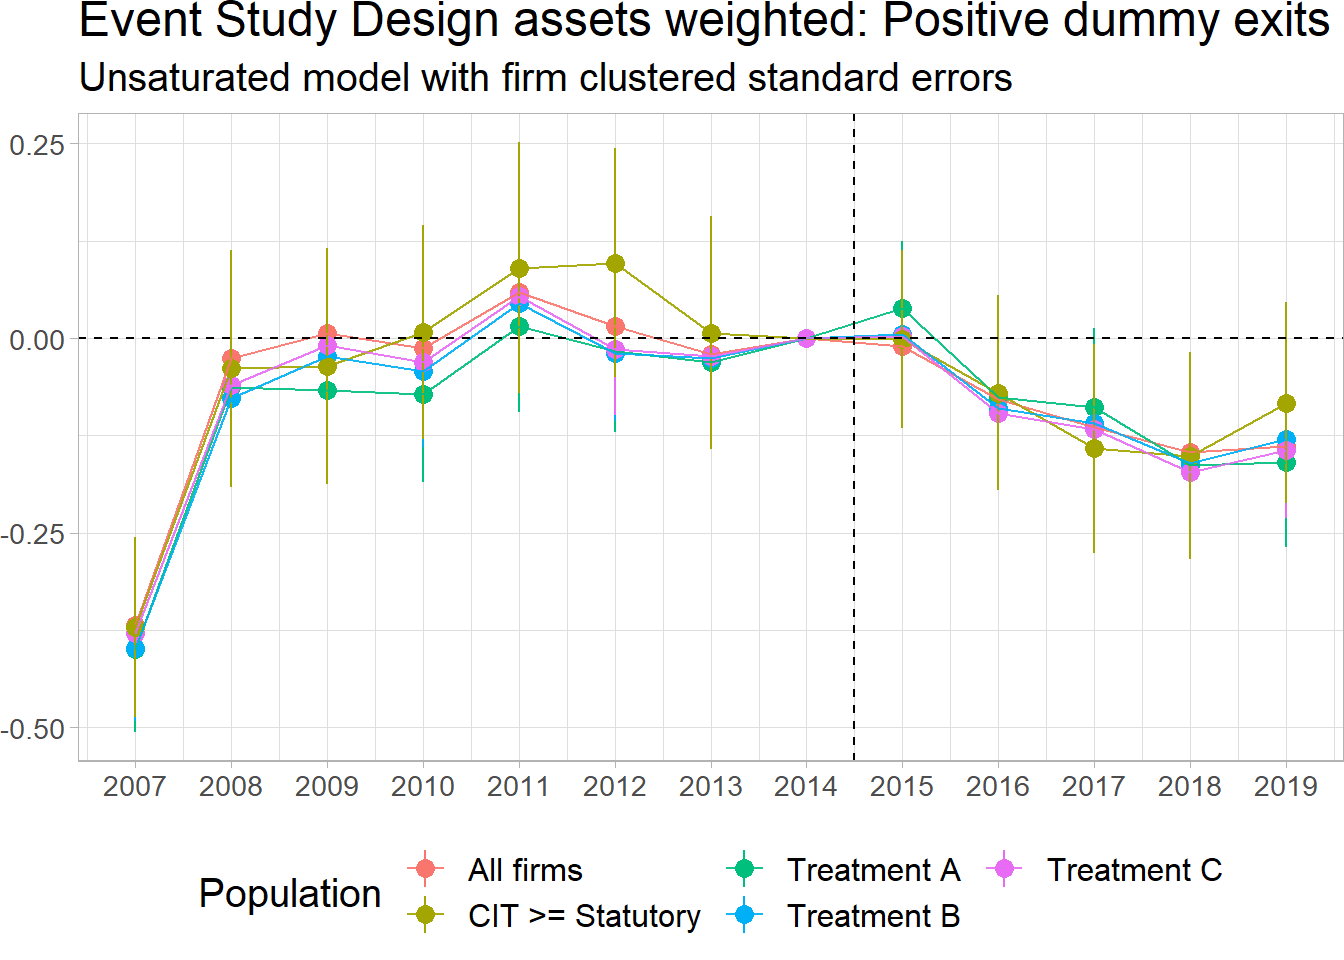 Event Study Design assets weighted: Positive dummy exits
Unsaturated model with firm clustered standard errors
0.25
0.00
-0.25
-0.50
2007 2008 2009 2010 2011 2012 2013 2014 2015 2016 2017 2018 2019
Population
All firms
Treatment A
Treatment C
CIT >= Statutory
Treatment B